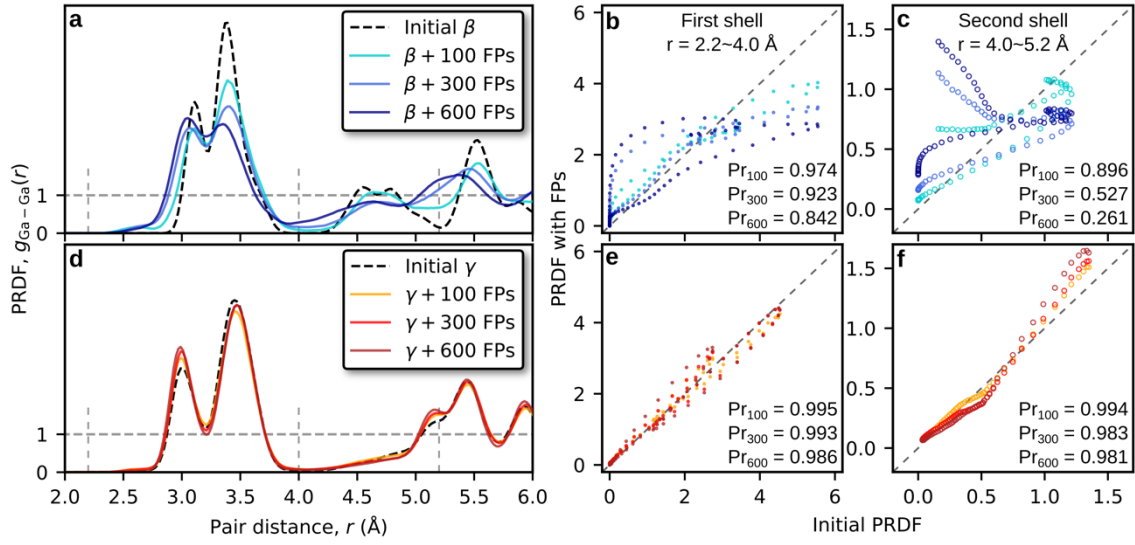 a
Initial β
β + 100 FPs
β + 300 FPs
β + 600 FPs
1
b
First shell
r = 2.2~4.0 Å
6
4
2
0
Pr100 = 0.974
Pr300 = 0.923
Pr600 = 0.842
c
Second shell
r = 4.0~5.2 Å
1.5
1.0
0.5
0.0
Pr100 = 0.896
Pr300 = 0.527
Pr600 = 0.261
PRDF, gGa−Ga(r)
PRDF with FPs
d
Initial γ
γ + 100 FPs
γ + 300 FPs
γ + 600 FPs
1
0
2.0 2.5 3.0 3.5 4.0 4.5 5.0 5.5 6.0
Pair distance, r (Å)
e
6
4
2
0
Pr100 = 0.995
Pr300 = 0.993
Pr600 = 0.986
0 2 4 6
f
1.5
1.0
0.5
0.0
Pr100 = 0.994
Pr300 = 0.983
Pr600 = 0.981
0.0 0.5 1.0 1.5
Initial PRDF